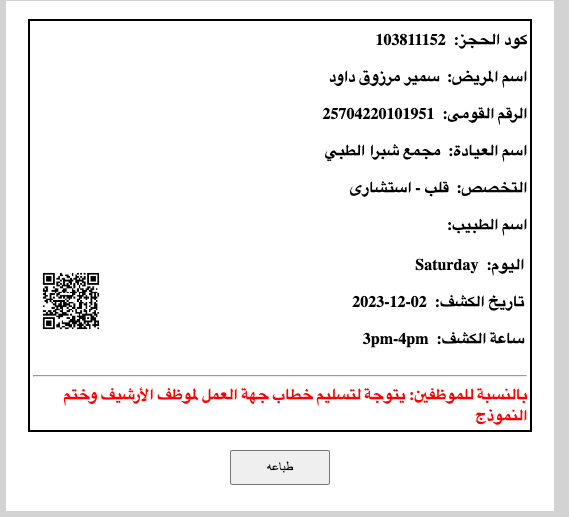 كود الحجز: 103811152
اسم المريض: سمير مرزوق داود
الرقم القومى: 25704220101951
اسم العيادة: مجمع شبرا الطبي
التخصص: قلب - استشارى
اسم الطبيب:
اليوم: Saturday
تاريخ الكشف: 2023-12-02
ساعة الكشف: 3pm-4pm
بالنسبة للموظفين: يتوجة لتسليم خطاب جهة العمل لموظف الأرشيف وختم
النموذج
طباعه